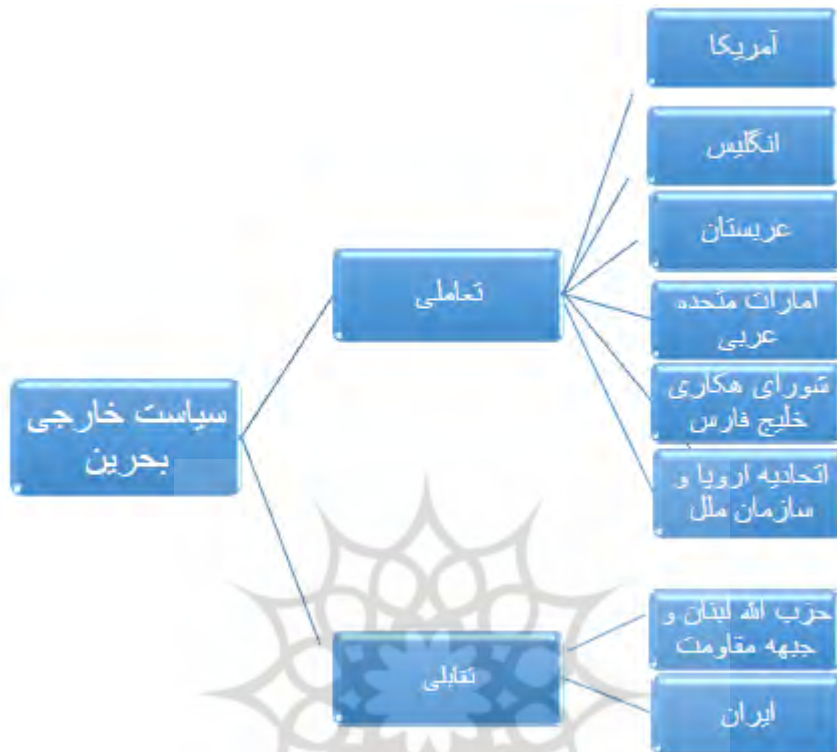 سیاست خارجی
بحرین
تعاملی
آمریکا
انگلیس
عربستان
امارات متحده
عربی
شورای هکاری
خلیج فارس
اتحادیه اروپا و
سازمان ملل
تقابلی
حزب الله لبنان و
جبهه مقاومت
ایران